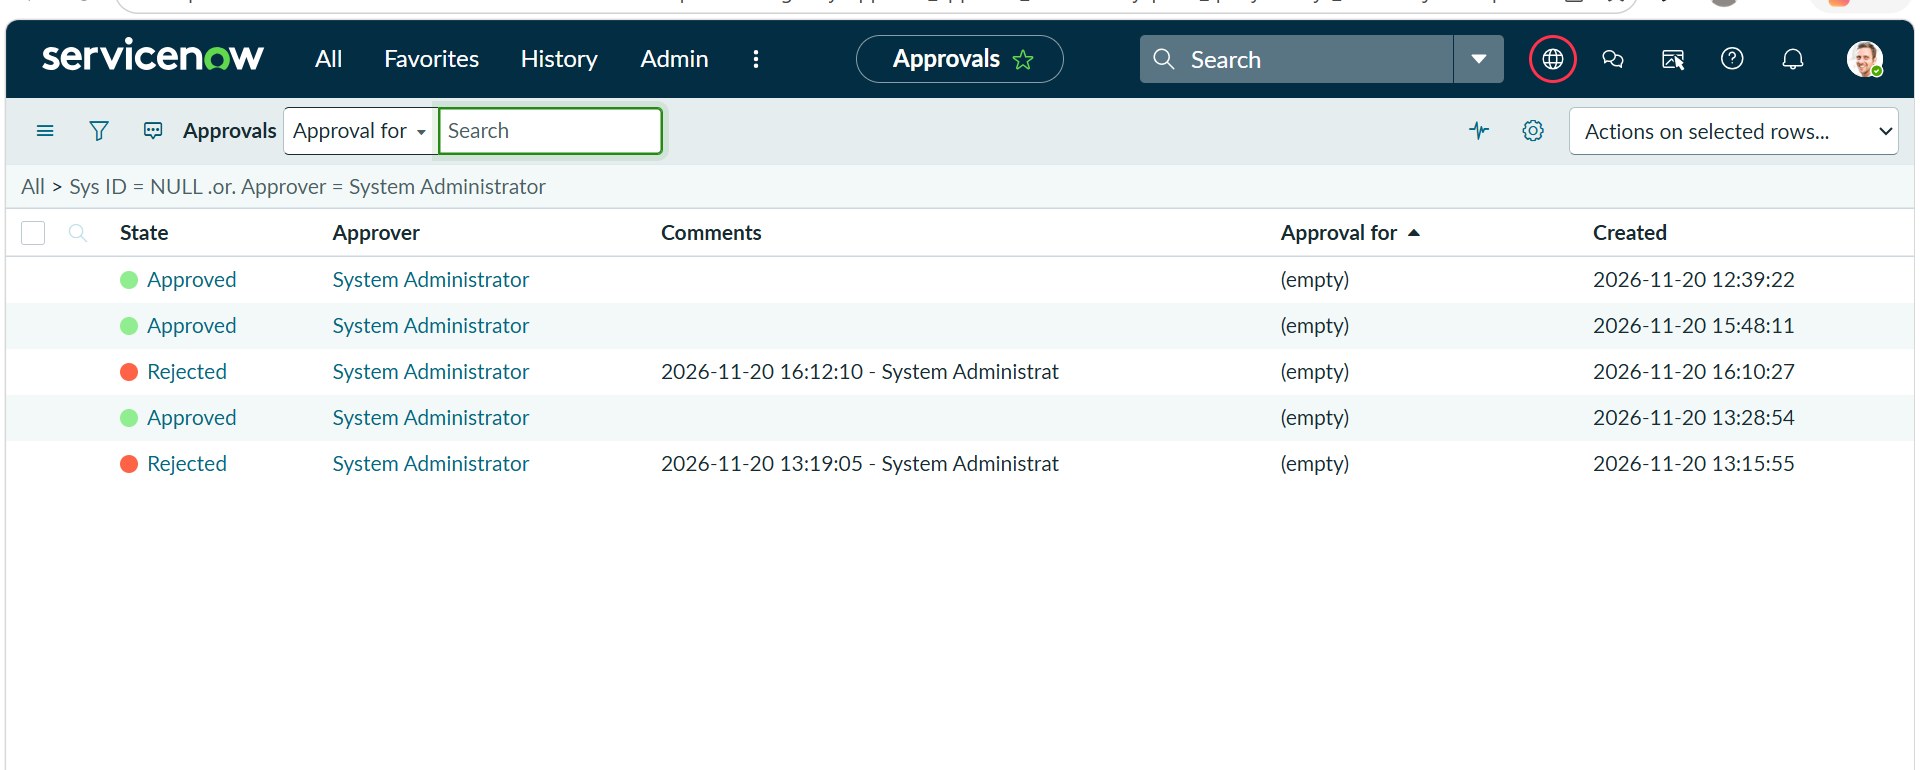 servicenow All Favorites History Admin Approvals Search
Approvals Approval for Search Actions on selected rows...
All > Sys ID = NULL .or. Approver = System Administrator
State Approver Comments Approval for Created
Approved System Administrator (empty) 2026-11-20 12:39:22
Approved System Administrator (empty) 2026-11-20 15:48:11
Rejected System Administrator 2026-11-20 16:12:10 - System Administrat (empty) 2026-11-20 16:10:27
Approved System Administrator (empty) 2026-11-20 13:28:54
Rejected System Administrator 2026-11-20 13:19:05 - System Administrat (empty) 2026-11-20 13:15:55